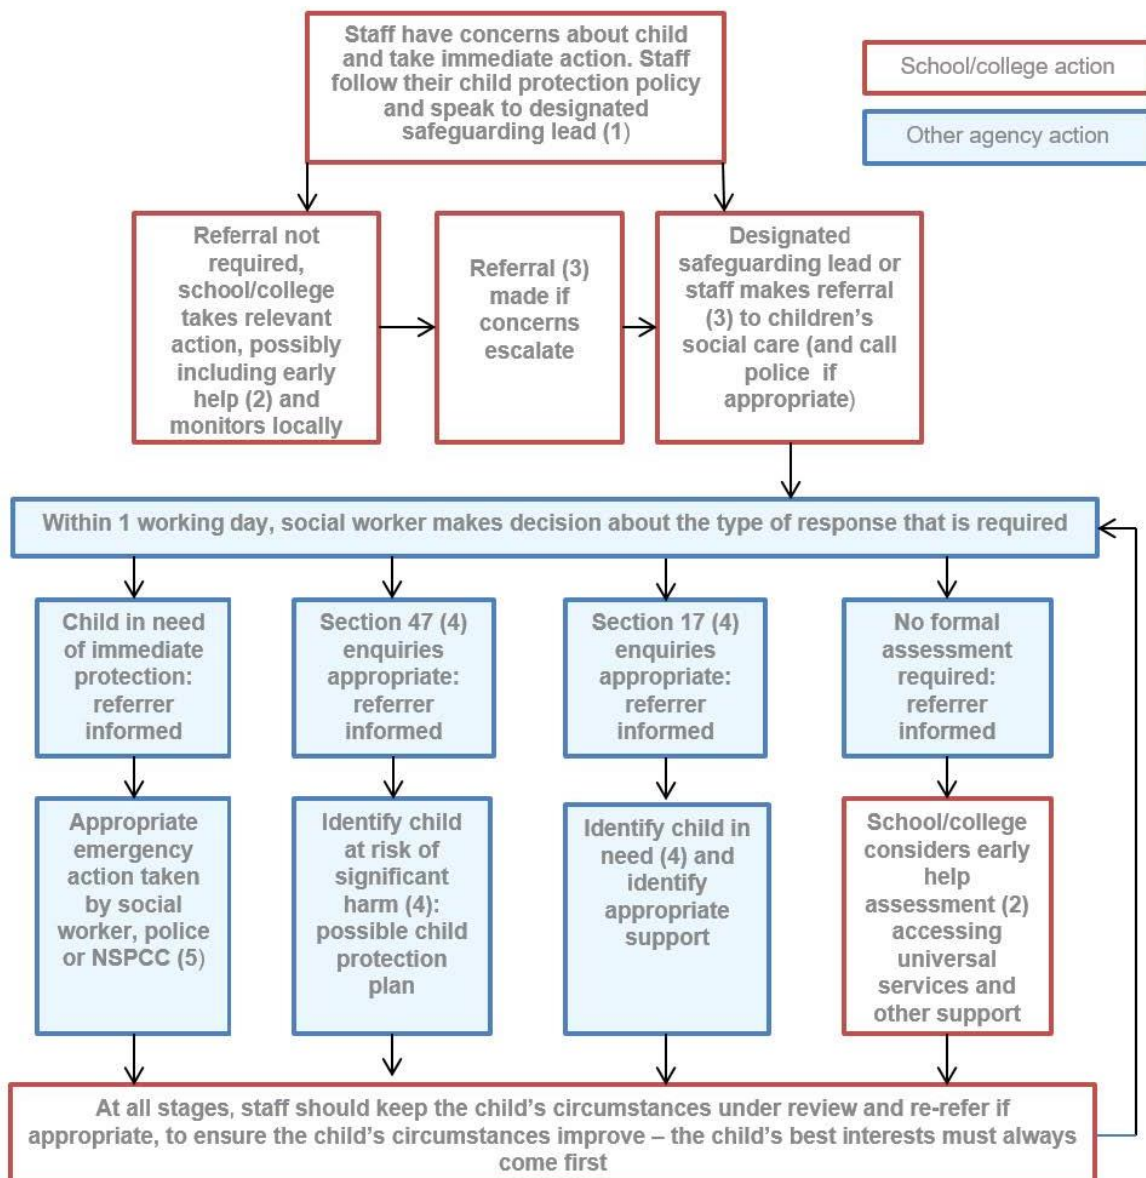 Staff have concerns about child
and take immediate action. Staff
follow their child protection policy
and speak to designated
safeguarding lead (1)
School/college action
Other agency action
Referral not
required,
school/college
takes relevant
action, possibly
including early
help (2) and
monitors locally
Referral (3)
made if
concerns
escalate
Designated
safeguarding lead or
staff makes referral
(3) to children’s
social care (and call
police if
appropriate)
Within 1 working day, social worker makes decision about the type of response that is required
Child in need
of immediate
protection:
referrer
informed
Section 47 (4)
enquiries
appropriate:
referrer
informed
Section 17 (4)
enquiries
appropriate:
referrer
informed
No formal
assessment
required:
referrer
informed
Appropriate
emergency
action taken
by social
worker, police
or NSPCC (5)
Identify child
at risk of
significant
harm (4):
possible child
protection
plan
Identify child in
need (4) and
identify
appropriate
support
School/college
considers early
help
assessment (2)
accessing
universal
services and
other support
At all stages, staff should keep the child’s circumstances under review and re-refer if
appropriate, to ensure the child’s circumstances improve – the child’s best interests must always
come first